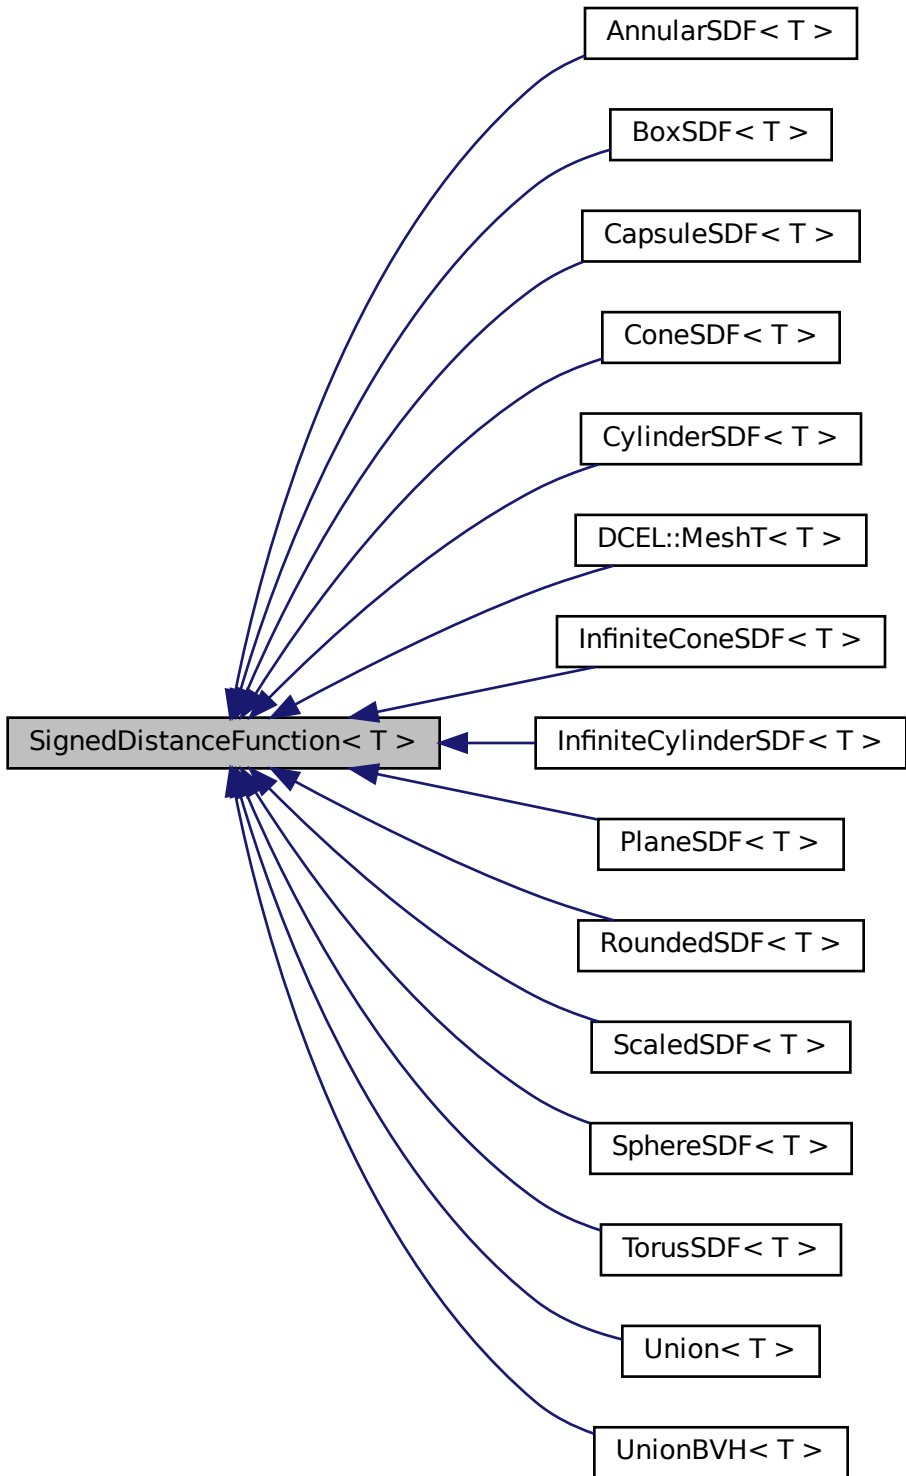 AnnularSDF< T >
BoxSDF< T >
CapsuleSDF< T >
ConeSDF< T >
CylinderSDF< T >
DCEL::MeshT< T >
InfiniteConeSDF< T >
SignedDistanceFunction< T >
InfiniteCylinderSDF< T >
PlaneSDF< T >
RoundedSDF< T >
ScaledSDF< T >
SphereSDF< T >
TorusSDF< T >
Union< T >
UnionBVH< T >